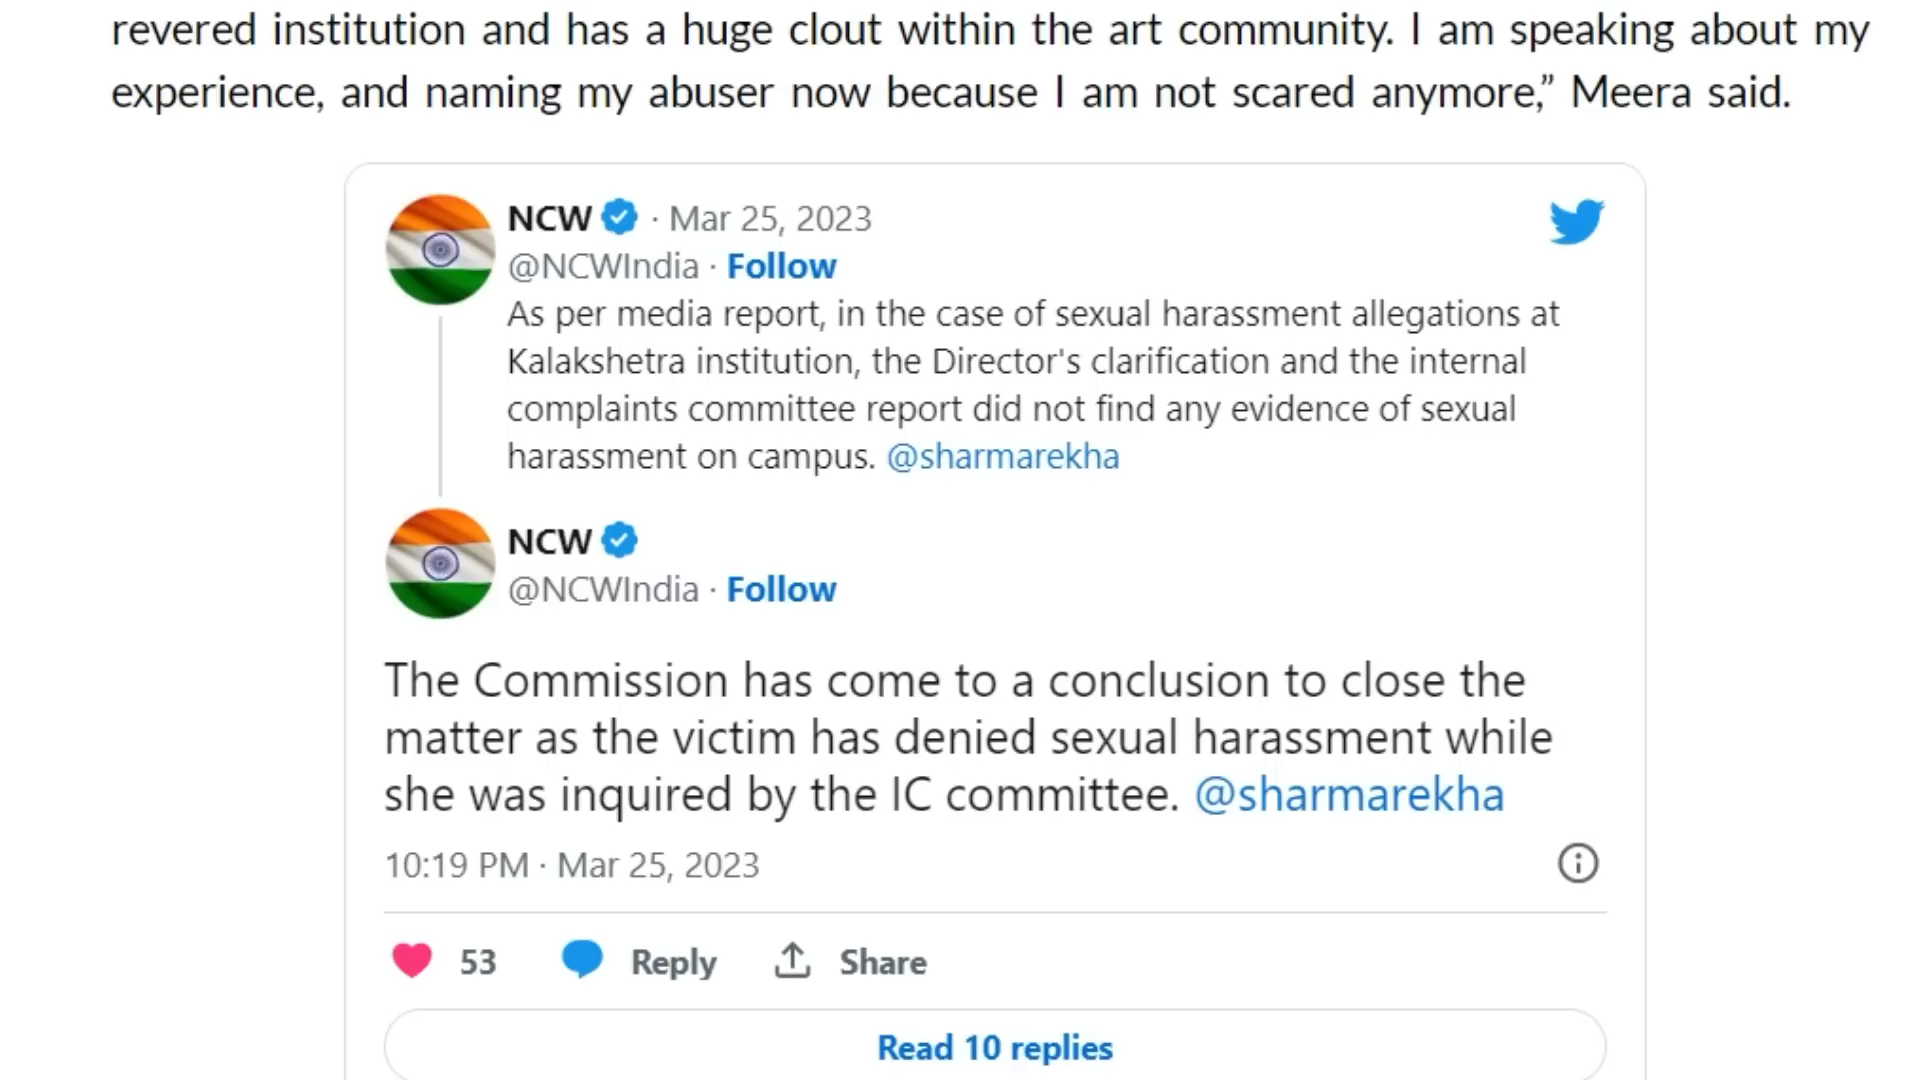 revered institution and has a huge clout within the art community. I am speaking about my
experience, and naming my abuser now because I am not scared anymore,” Meera said.
NCW · Mar 25, 2023
@NCWIndia · Follow
As per media report, in the case of sexual harassment allegations at
Kalakshetra institution, the Director's clarification and the internal
complaints committee report did not find any evidence of sexual
harassment on campus. @sharmarekha
NCW
@NCWIndia · Follow
The Commission has come to a conclusion to close the
matter as the victim has denied sexual harassment while
she was inquired by the IC committee. @sharmarekha
10:19 PM · Mar 25, 2023
53 Reply Share
Read 10 replies